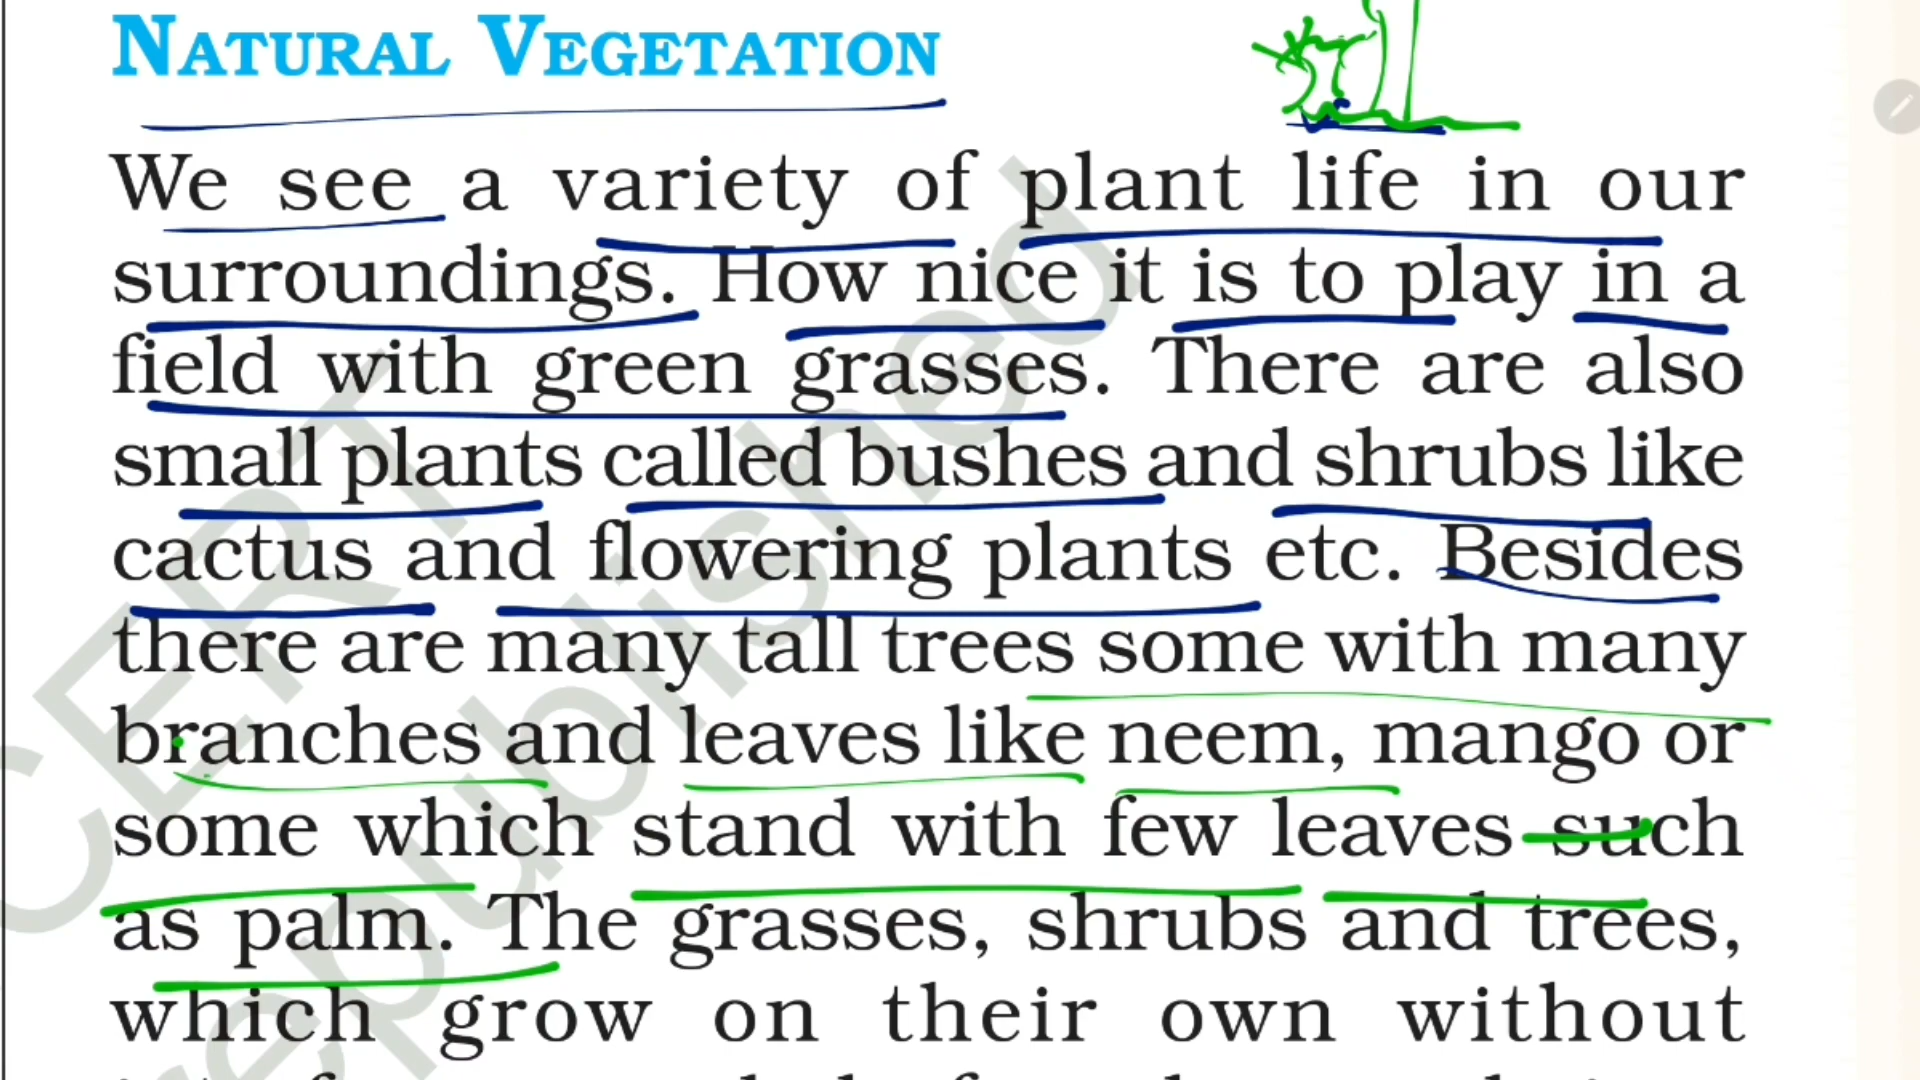 NATURAL VEGETATION
We see a variety of plant life in our
surroundings. How nice it is to play in a
field with green grasses. There are also
small plants called bushes and shrubs like
cactus and flowering plants etc. Besides
there are many tall trees some with many
branches and leaves like neem, mango or
some which stand with few leaves such
as palm. The grasses, shrubs and trees,
which grow on their own without